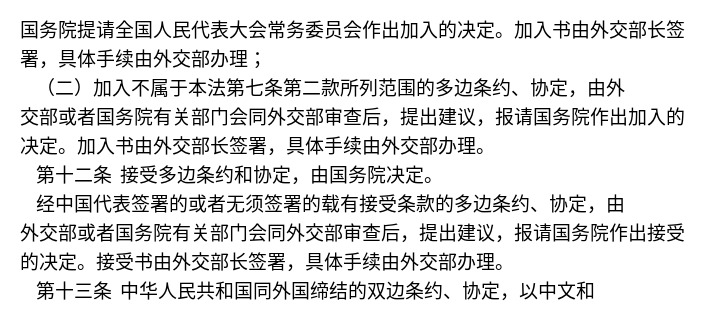 国务院提请全国人民代表大会常务委员会作出加入的决定。加入书由外交部长签
署，具体手续由外交部办理；
（二）加入不属于本法第七条第二款所列范围的多边条约、协定，由外
交部或者国务院有关部门会同外交部审查后，提出建议，报请国务院作出加入的
决定。加入书由外交部长签署，具体手续由外交部办理。
第十二条 接受多边条约和协定，由国务院决定。
经中国代表签署的或者无须签署的载有接受条款的多边条约、协定，由
外交部或者国务院有关部门会同外交部审查后，提出建议，报请国务院作出接受
的决定。接受书由外交部长签署，具体手续由外交部办理。
第十三条 中华人民共和国同外国缔结的双边条约、协定，以中文和